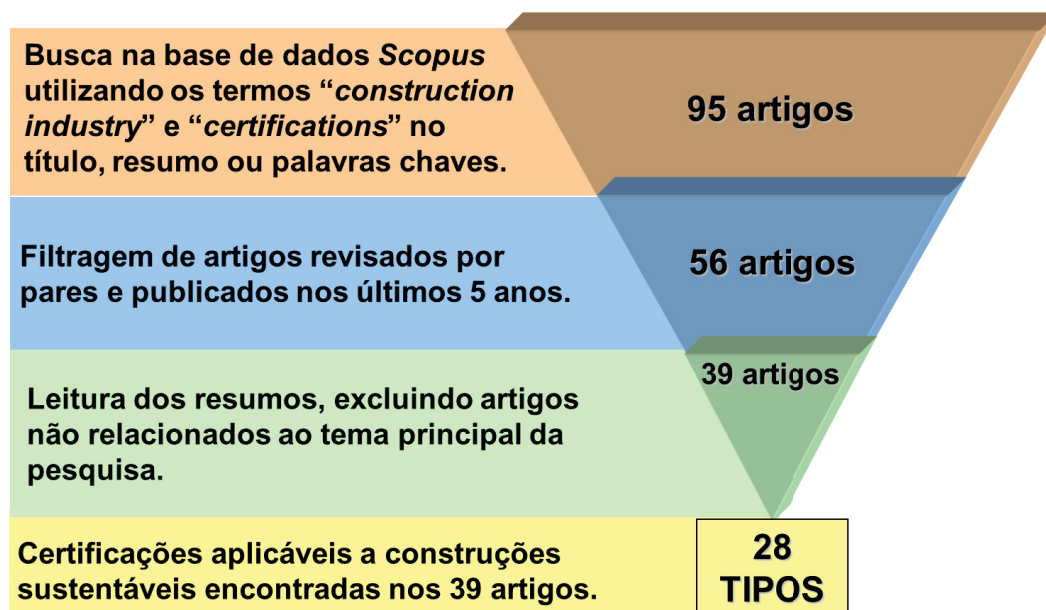 Busca na base de dados Scopus
utilizando os termos “construction
industry” e “certifications” no
título, resumo ou palavras chaves.
95 artigos
Filtragem de artigos revisados por
pares e publicados nos últimos 5 anos.
56 artigos
Leitura dos resumos, excluindo artigos
não relacionados ao tema principal da
pesquisa.
39 artigos
Certificações aplicáveis a construções
sustentáveis encontradas nos 39 artigos.
28
TIPOS